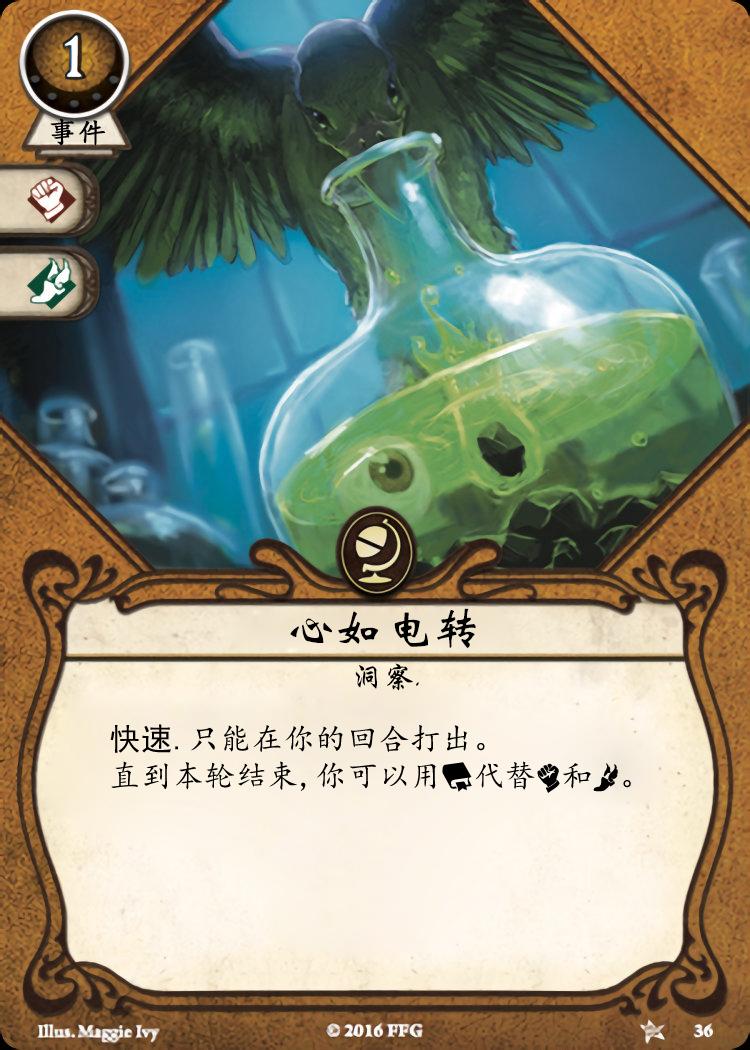 1
事件
心如电转
洞察.
快速. 只能在你的回合打出。
直到本轮结束, 你可以用代替和。
Illus. Maggie Ivy
© 2016 FFG
36